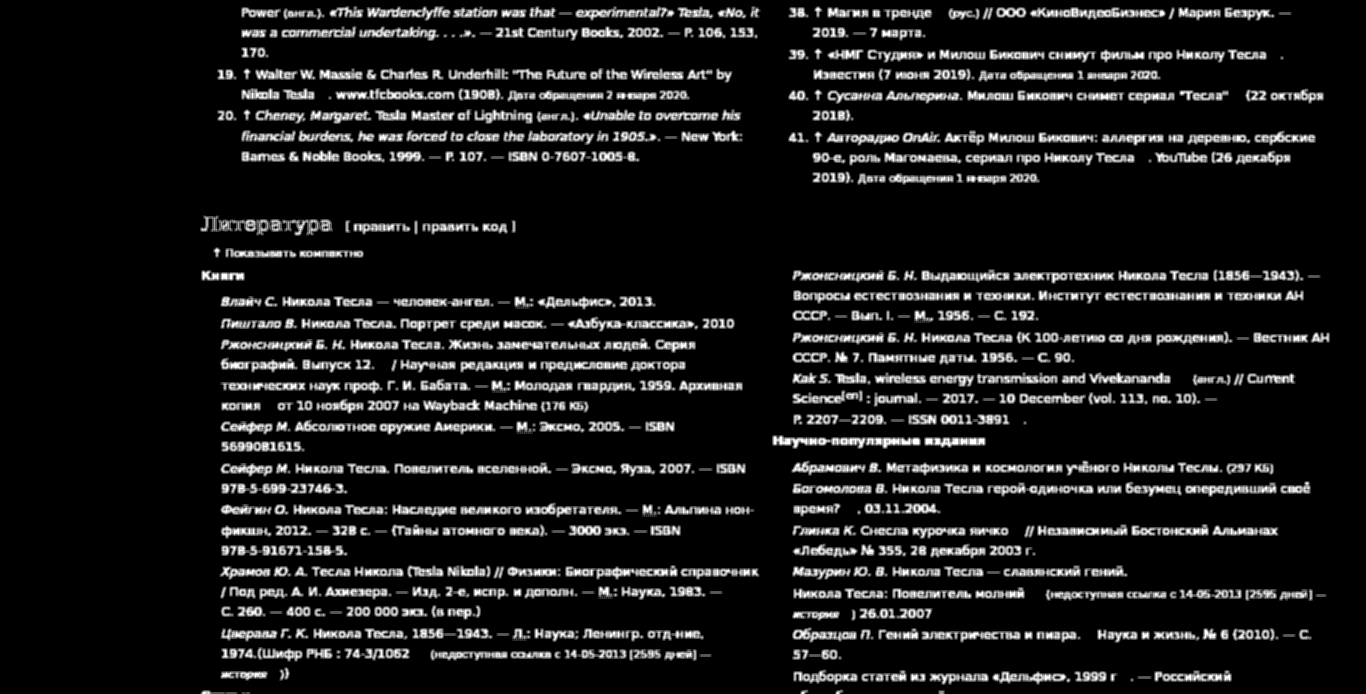 Power (англ.). «This Wardenclyffe station was that — experimental?» Tesla, «No, it
was a commercial undertaking. . . .». — 21st Century Books, 2002. — P. 106, 153,
170.
19. ↑ Walter W. Massie & Charles R. Underhill: "The Future of the Wireless Art" by
Nikola Tesla . www.tfcbooks.com (1908). Дата обращения 2 января 2020.
20. ↑ Cheney, Margaret. Tesla Master of Lightning (англ.). «Unable to overcome his
financial burdens, he was forced to close the laboratory in 1905.». — New York:
Barnes & Noble Books, 1999. — P. 107. — ISBN 0-7607-1005-8.
38. ↑ Магия в тренде (рус.) // ООО «КиноВидеоБизнес» / Мария Безрук. —
2019. — 7 марта.
39. ↑ «НМГ Студия» и Милош Бикович снимут фильм про Николу Тесла .
Известия (7 июня 2019). Дата обращения 1 января 2020.
40. ↑ Сусанна Альперина. Милош Бикович снимет сериал "Тесла" (22 октября
2018).
41. ↑ Авторадио OnAir. Актёр Милош Бикович: аллергия на деревню, сербские
90-е, роль Магомаева, сериал про Николу Тесла . YouTube (26 декабря
2019). Дата обращения 1 января 2020.
Литература [ править | править код ]
↑ Показывать компактно
Книги
Влайч С. Никола Тесла — человек-ангел. — М.: «Дельфис», 2013.
Пиштало В. Никола Тесла. Портрет среди масок. — «Азбука-классика», 2010
Ржонсницкий Б. Н. Никола Тесла. Жизнь замечательных людей. Серия
биографий. Выпуск 12. / Научная редакция и предисловие доктора
технических наук проф. Г. И. Бабата. — М.: Молодая гвардия, 1959. Архивная
копия от 10 ноября 2007 на Wayback Machine (176 КБ)
Сейфер М. Абсолютное оружие Америки. — М.: Эксмо, 2005. — ISBN
5699081615.
Сейфер М. Никола Тесла. Повелитель вселенной. — Эксмо, Яуза, 2007. — ISBN
978-5-699-23746-3.
Фейгин О. Никола Тесла: Наследие великого изобретателя. — М.: Альпина нон-
фикшн, 2012. — 328 с. — (Тайны атомного века). — 3000 экз. — ISBN
978-5-91671-158-5.
Храмов Ю. А. Тесла Никола (Tesla Nikola) // Физики: Биографический справочник
/ Под ред. А. И. Ахиезера. — Изд. 2-е, испр. и дополн. — М.: Наука, 1983. —
С. 260. — 400 с. — 200 000 экз. (в пер.)
Цверава Г. К. Никола Тесла, 1856—1943. — Л.: Наука; Ленингр. отд-ние,
1974.(Шифр РНБ : 74-3/1062 (недоступная ссылка с 14-05-2013 [2595 дней] —
история ))
Ржонсницкий Б. Н. Выдающийся электротехник Никола Тесла (1856—1943). —
Вопросы естествознания и техники. Институт естествознания и техники АН
СССР. — Вып. I. — М., 1956. — С. 192.
Ржонсницкий Б. Н. Никола Тесла (К 100-летию со дня рождения). — Вестник АН
СССР. № 7. Памятные даты. 1956. — С. 90.
Kak S. Tesla, wireless energy transmission and Vivekananda (англ.) // Current
Science[en] : journal. — 2017. — 10 December (vol. 113, no. 10). —
P. 2207—2209. — ISSN 0011-3891 .
Научно-популярные издания
Абрамович В. Метафизика и космология учёного Николы Теслы. (297 КБ)
Богомолова В. Никола Тесла герой-одиночка или безумец опередивший своё
время? . 03.11.2004.
Глинка К. Снесла курочка яичко // Независимый Бостонский Альманах
«Лебедь» № 355, 28 декабря 2003 г.
Мазурин Ю. В. Никола Тесла — славянский гений.
Никола Тесла: Повелитель молний (недоступная ссылка с 14-05-2013 [2595 дней] —
история ) 26.01.2007
Образцов П. Гений электричества и пиара. Наука и жизнь, № 6 (2010). — С.
57—60.
Подборка статей из журнала «Дельфис», 1999 г . — Российский